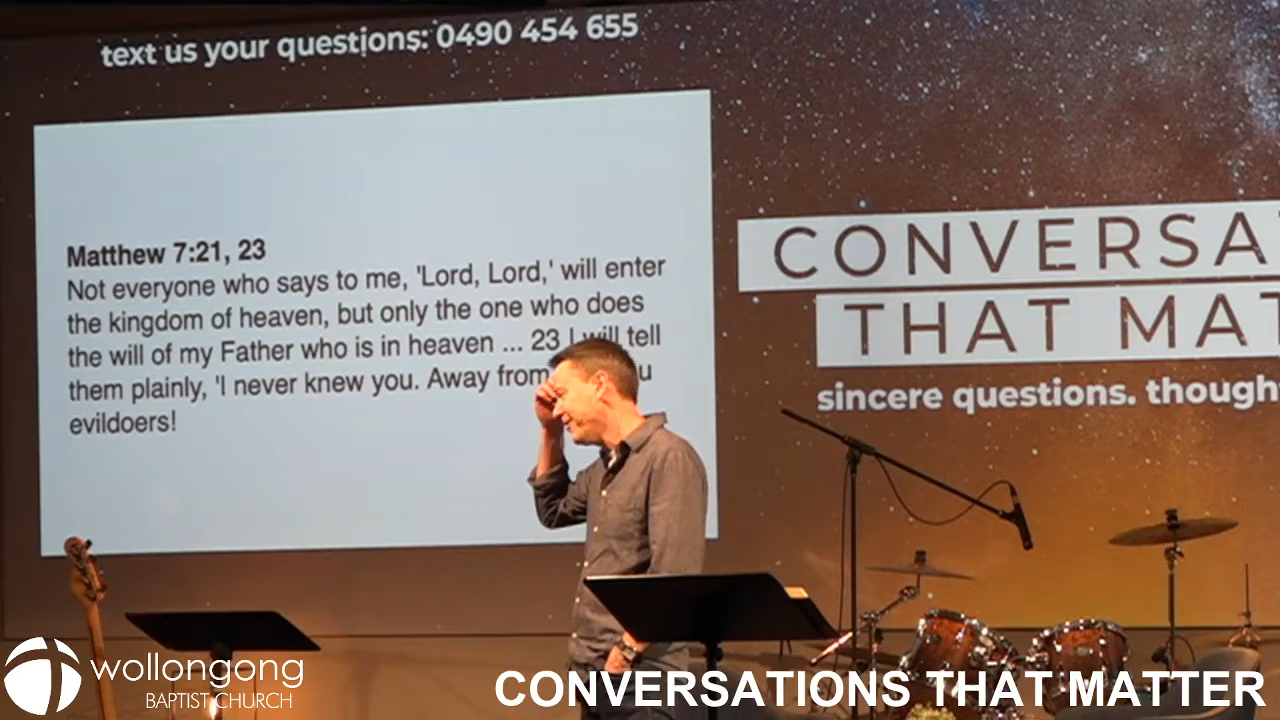 text us your questions: 0490 454 655
Matthew 7:21, 23
Not everyone who says to me, 'Lord, Lord,' will enter
the kingdom of heaven, but only the one who does
the will of my Father who is in heaven ... 23 I will tell
them plainly, 'I never knew you. Away from
evildoers!
CONVERSA
THAT MAT
sincere questions. though
wollongong
BAPTIST CHURCH
CONVERSATIONS THAT MATTER